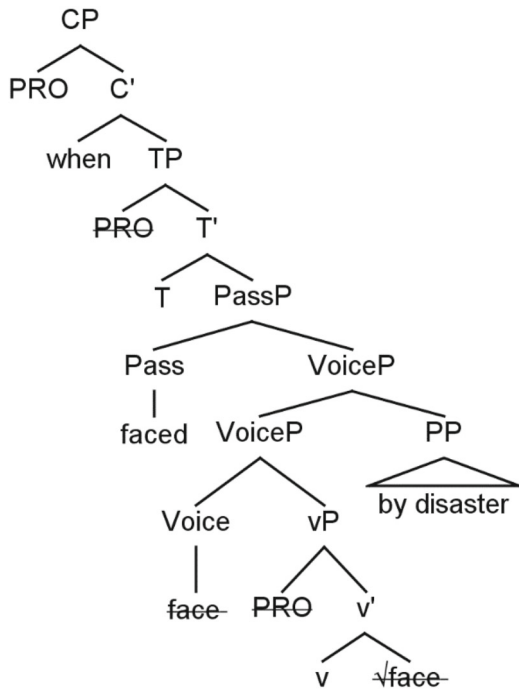 CP
PRO C'
when TP
PRO T'
T PassP
Pass VoiceP
faced VoiceP PP
Voice vP by disaster
face PRO v'
v √face